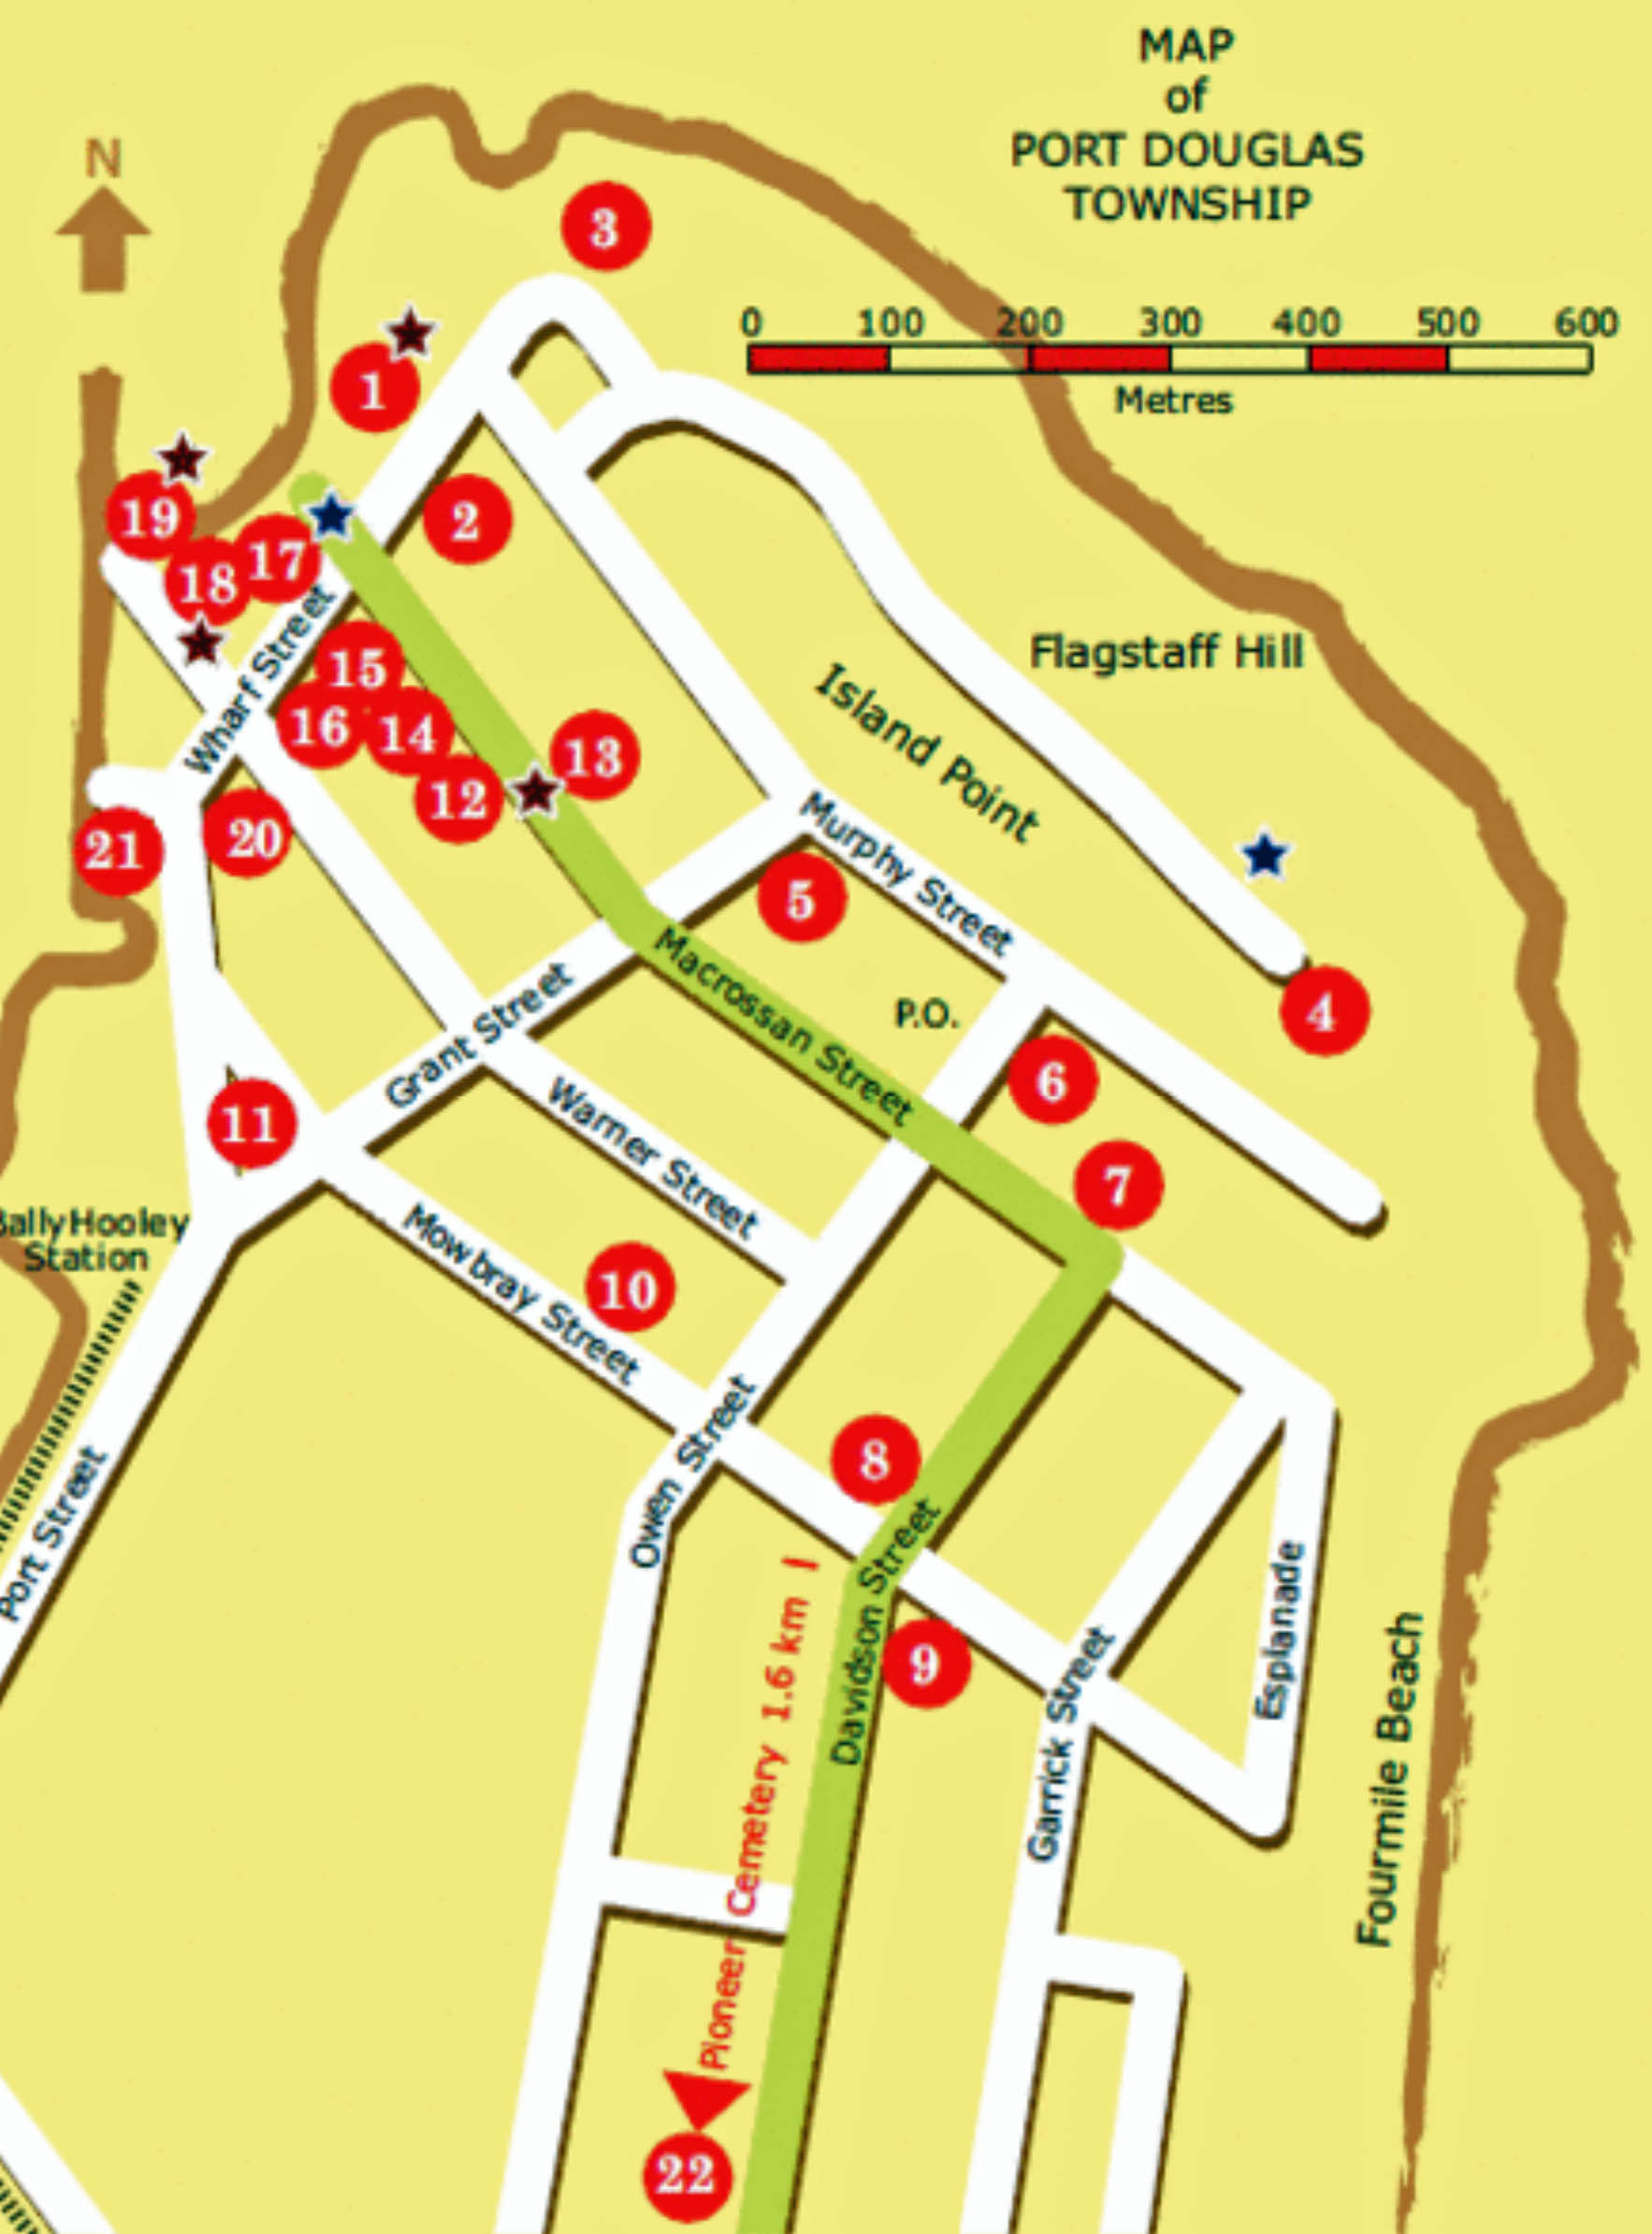 MAP
of
PORT DOUGLAS
TOWNSHIP
N
3
0 100 200 300 400 500 600
Metres
1
19
2
17
18
Wharf Street
15
Flagstaff Hill
16
14
13
Island Point
12
21
20
5
Murphy Street
Macrossan Street
P.O.
4
Grant Street
6
11
Warner Street
7
BallyHooley
Station
Mowbray Street
10
8
Owen Street
Port Street
Davidson Street
9
Pioneer Cemetery 1.6 km
Garrick Street
Esplanade
Fourmile Beach
22